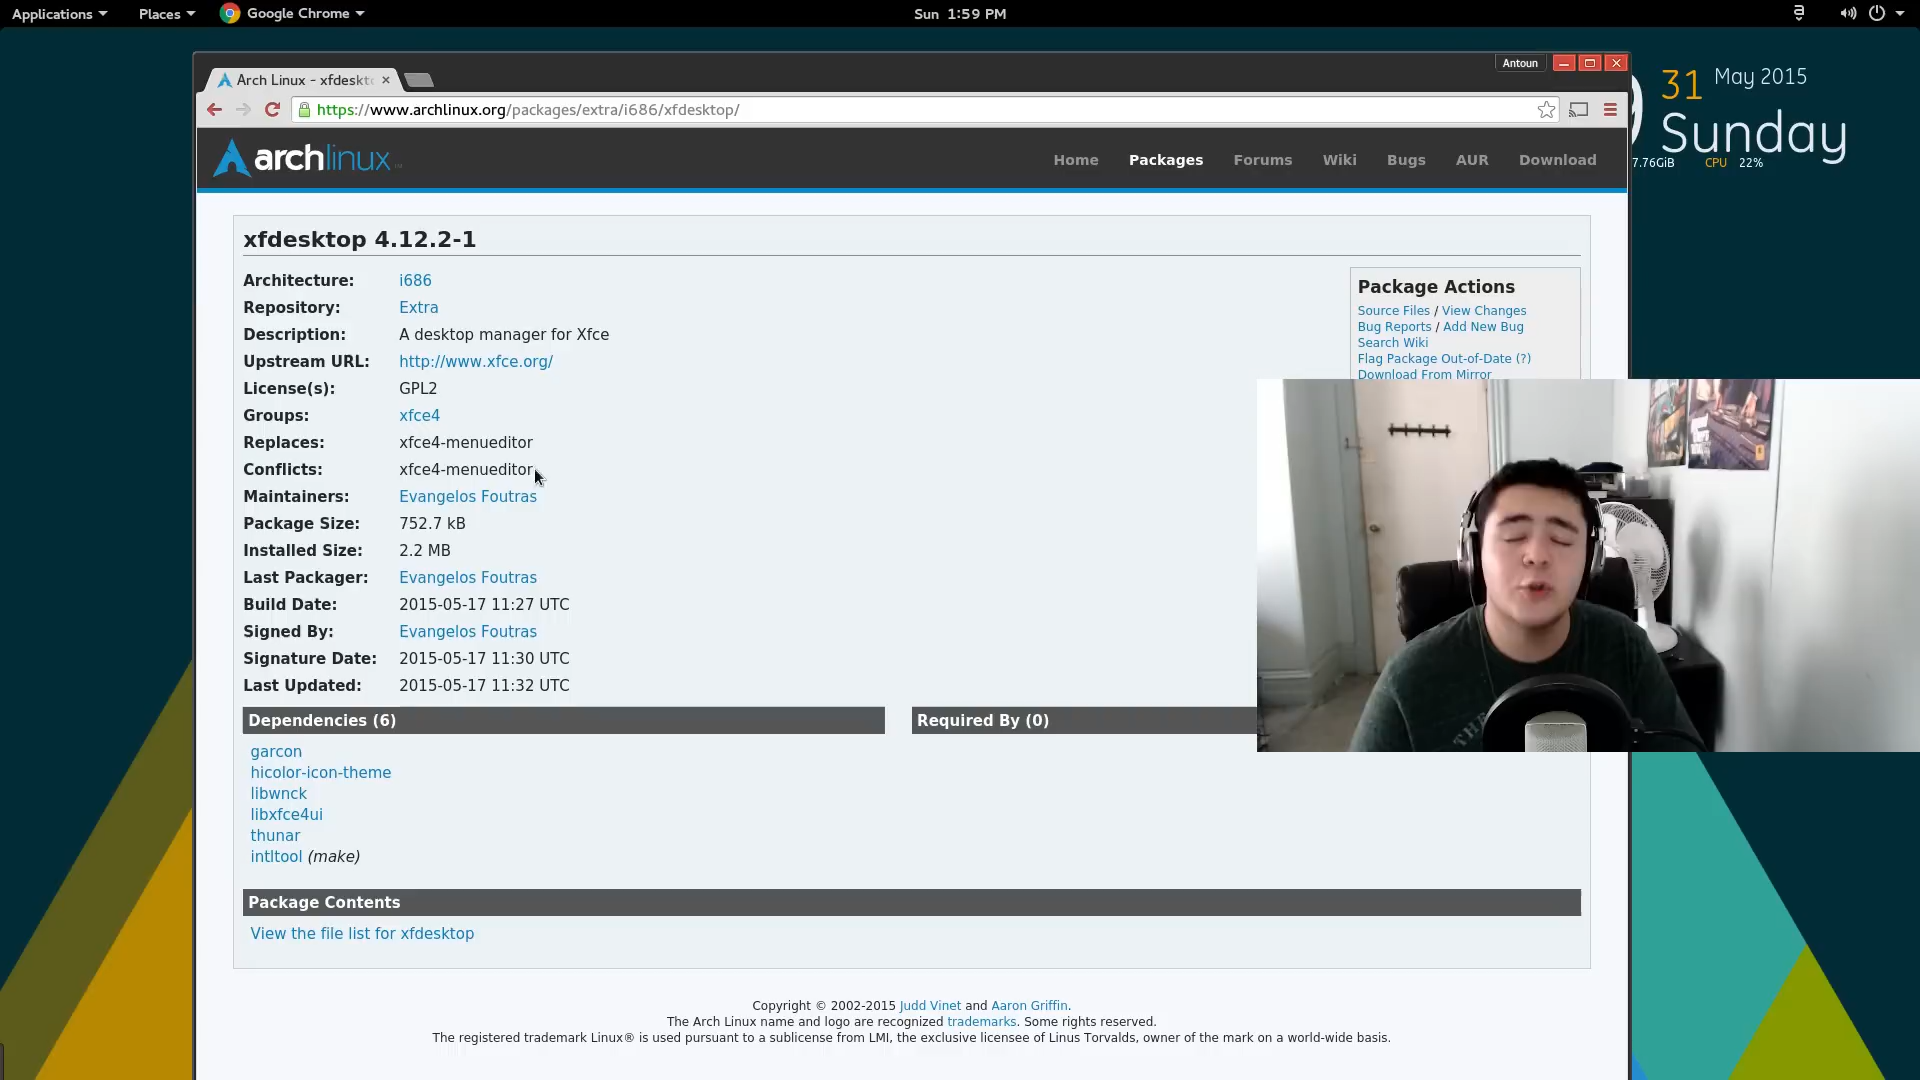 Applications
Places
Google Chrome
Sun 1:59 PM
Antoun
Arch Linux - xfdeskt
31 May 2015
Sunday
7.76GiB CPU 22%
https://www.archlinux.org/packages/extra/i686/xfdesktop/
archlinux
Home
Packages
Forums
Wiki
Bugs
AUR
Download
xfdesktop 4.12.2-1
Architecture: i686
Repository: Extra
Description: A desktop manager for Xfce
Upstream URL: http://www.xfce.org/
License(s): GPL2
Groups: xfce4
Replaces: xfce4-menueditor
Conflicts: xfce4-menueditor
Maintainers: Evangelos Foutras
Package Size: 752.7 kB
Installed Size: 2.2 MB
Last Packager: Evangelos Foutras
Build Date: 2015-05-17 11:27 UTC
Signed By: Evangelos Foutras
Signature Date: 2015-05-17 11:30 UTC
Last Updated: 2015-05-17 11:32 UTC
Package Actions
Source Files / View Changes
Bug Reports / Add New Bug
Search Wiki
Flag Package Out-of-Date (?)
Download From Mirror
Dependencies (6)
garcon
hicolor-icon-theme
libwnck
libxfce4ui
thunar
intltool (make)
Required By (0)
Package Contents
View the file list for xfdesktop
Copyright © 2002-2015 Judd Vinet and Aaron Griffin.
The Arch Linux name and logo are recognized trademarks. Some rights reserved.
The registered trademark Linux® is used pursuant to a sublicense from LMI, the exclusive licensee of Linus Torvalds, owner of the mark on a world-wide basis.